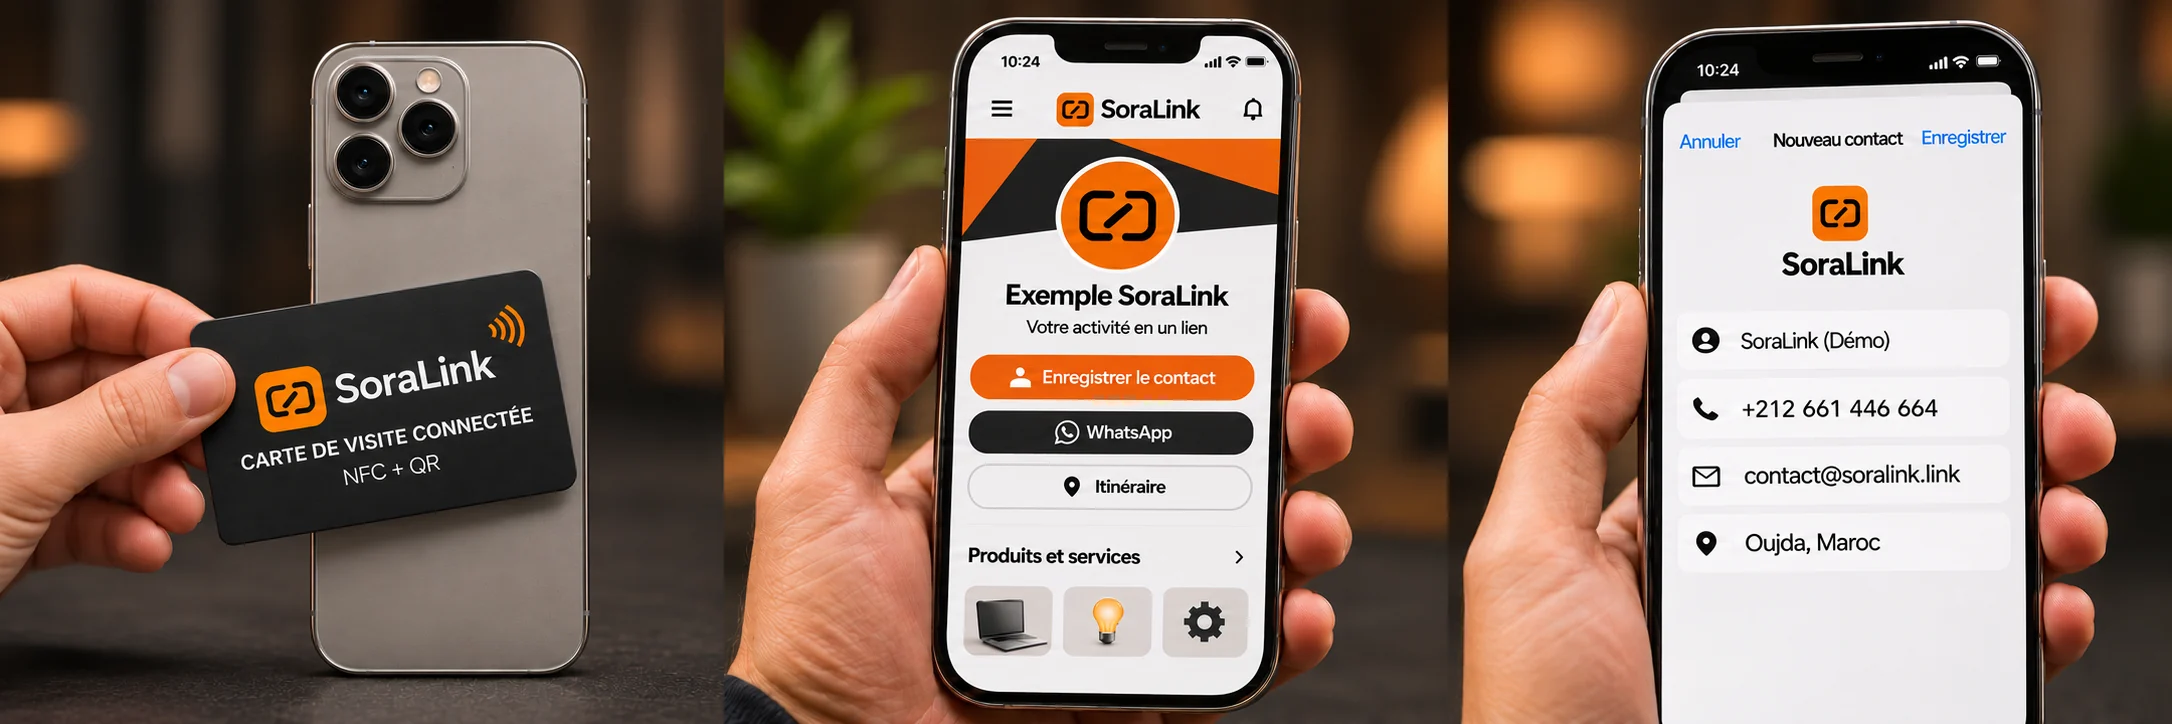 SoraLink
CARTE DE VISITE CONNECTÉE
NFC + QR
10:24
SoraLink
Exemple SoraLink
Votre activité en un lien
Enregistrer le contact
WhatsApp
Itinéraire
Produits et services
10:24
Annuler
Nouveau contact
Enregistrer
SoraLink
SoraLink (Démo)
+212 661 446 664
contact@soralink.link
Oujda, Maroc